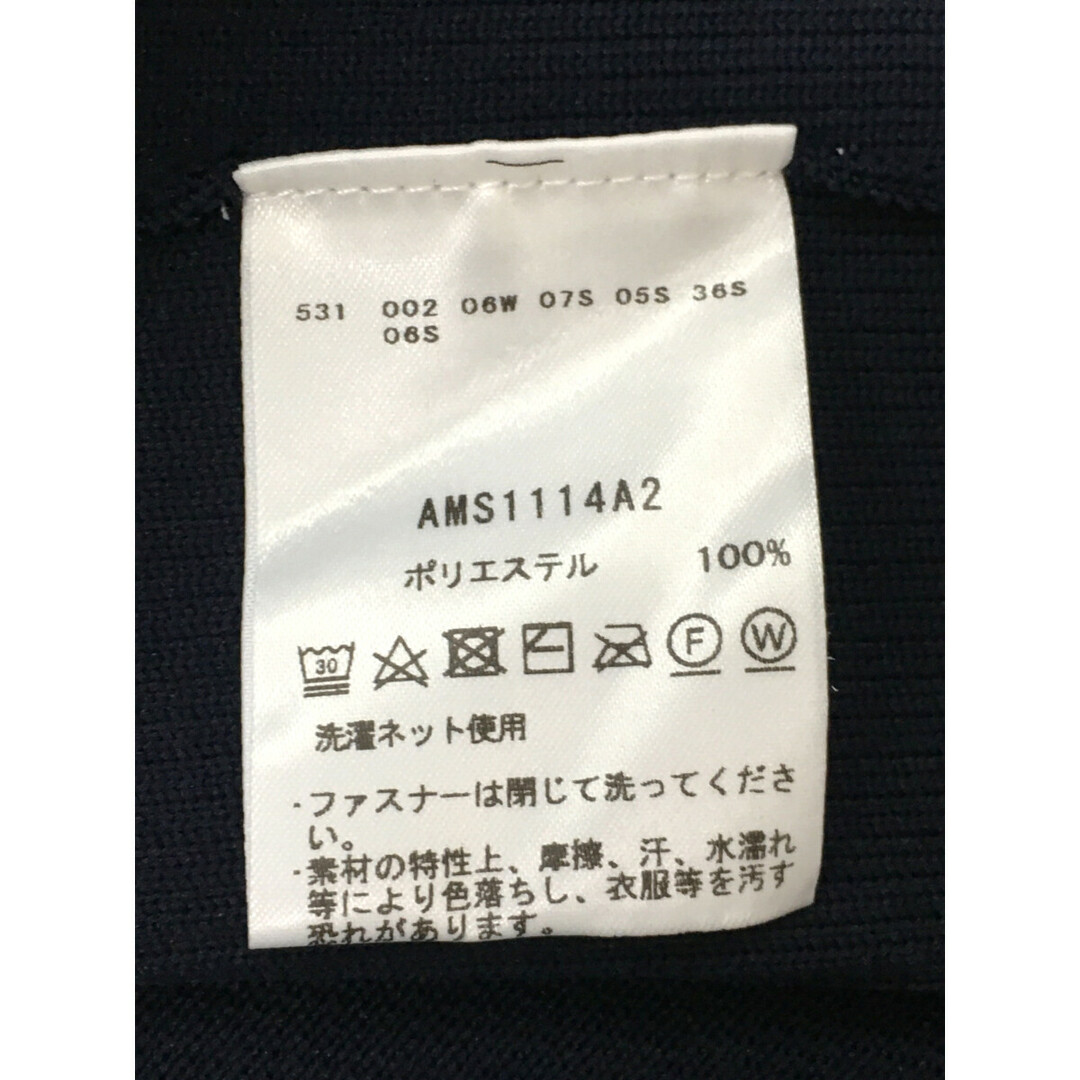 531 002 06W 07S 05S 36S
06S
AMS1114A2
ポリエステル 100%
30 F W
洗濯ネット使用
・ファスナーは閉じて洗ってくださ
い。
・素材の特性上、摩擦、汗、水濡れ
等により色落ちし、衣服等を汚す
恐れがあります。